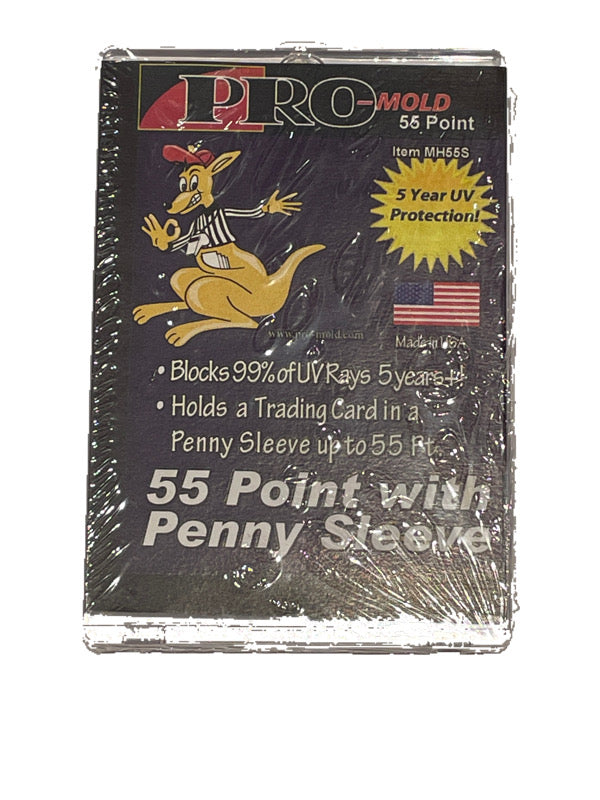 PRO-MOLD
55 Point
Item MH55S
5 Year UV
Protection!
www.pro-mold.com
Made in USA
• Blocks 99% of UV Rays 5 years+!
• Holds a Trading Card in a
Penny Sleeve up to 55 Pt.
55 Point with
Penny Sleeve